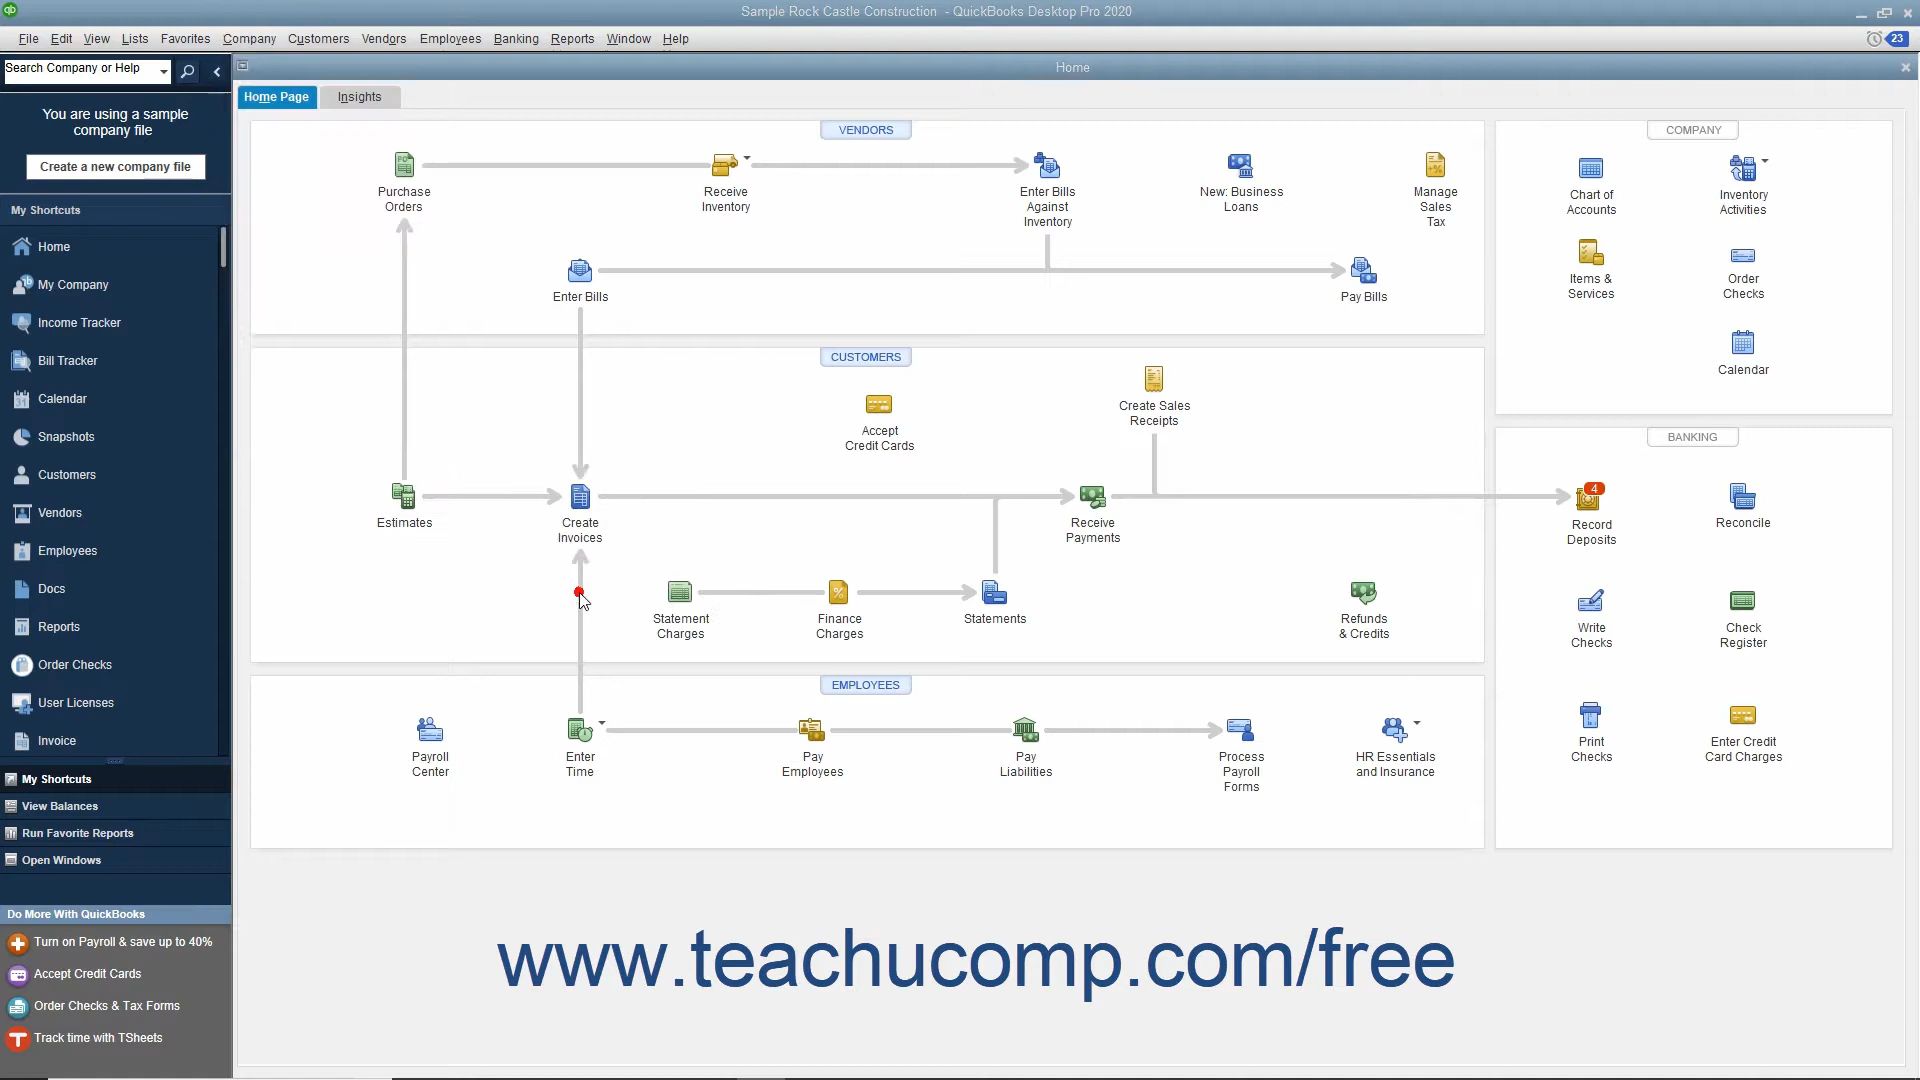 Sample Rock Castle Construction - QuickBooks Desktop Pro 2020
File Edit View Lists Favorites Company Customers Vendors Employees Banking Reports Window Help
23
Search Company or Help
Home
Home Page Insights
You are using a sample
company file
Create a new company file
My Shortcuts
Home
My Company
Income Tracker
Bill Tracker
Calendar
Snapshots
Customers
Vendors
Employees
Docs
Reports
Order Checks
User Licenses
Invoice
My Shortcuts
View Balances
Run Favorite Reports
Open Windows
Do More With QuickBooks
Turn on Payroll & save up to 40%
Accept Credit Cards
Order Checks & Tax Forms
Track time with TSheets
VENDORS
Purchase
Orders
Receive
Inventory
Enter Bills
Against
Inventory
New: Business
Loans
Manage
Sales
Tax
Enter Bills
Pay Bills
CUSTOMERS
Accept
Credit Cards
Create Sales
Receipts
Estimates
Create
Invoices
Receive
Payments
Statement
Charges
Finance
Charges
Statements
Refunds
& Credits
EMPLOYEES
Payroll
Center
Enter
Time
Pay
Employees
Pay
Liabilities
Process
Payroll
Forms
HR Essentials
and Insurance
COMPANY
Chart of
Accounts
Inventory
Activities
Items &
Services
Order
Checks
Calendar
BANKING
4
Record
Deposits
Reconcile
Write
Checks
Check
Register
Print
Checks
Enter Credit
Card Charges
www.teachucomp.com/free